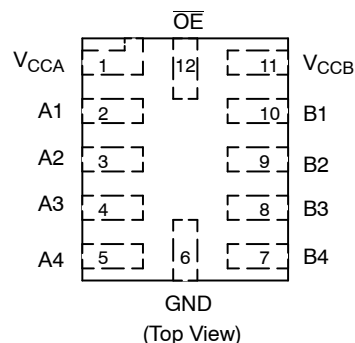 OE
VCCA 1 12 11 VCCB
A1 2 10 B1
A2 3 9 B2
A3 4 8 B3
A4 5 6 7 B4
GND
(Top View)